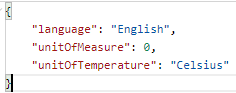 {
    "language": "English",
    "unitOfMeasure": 0,
    "unitOfTemperature": "Celsius"
}